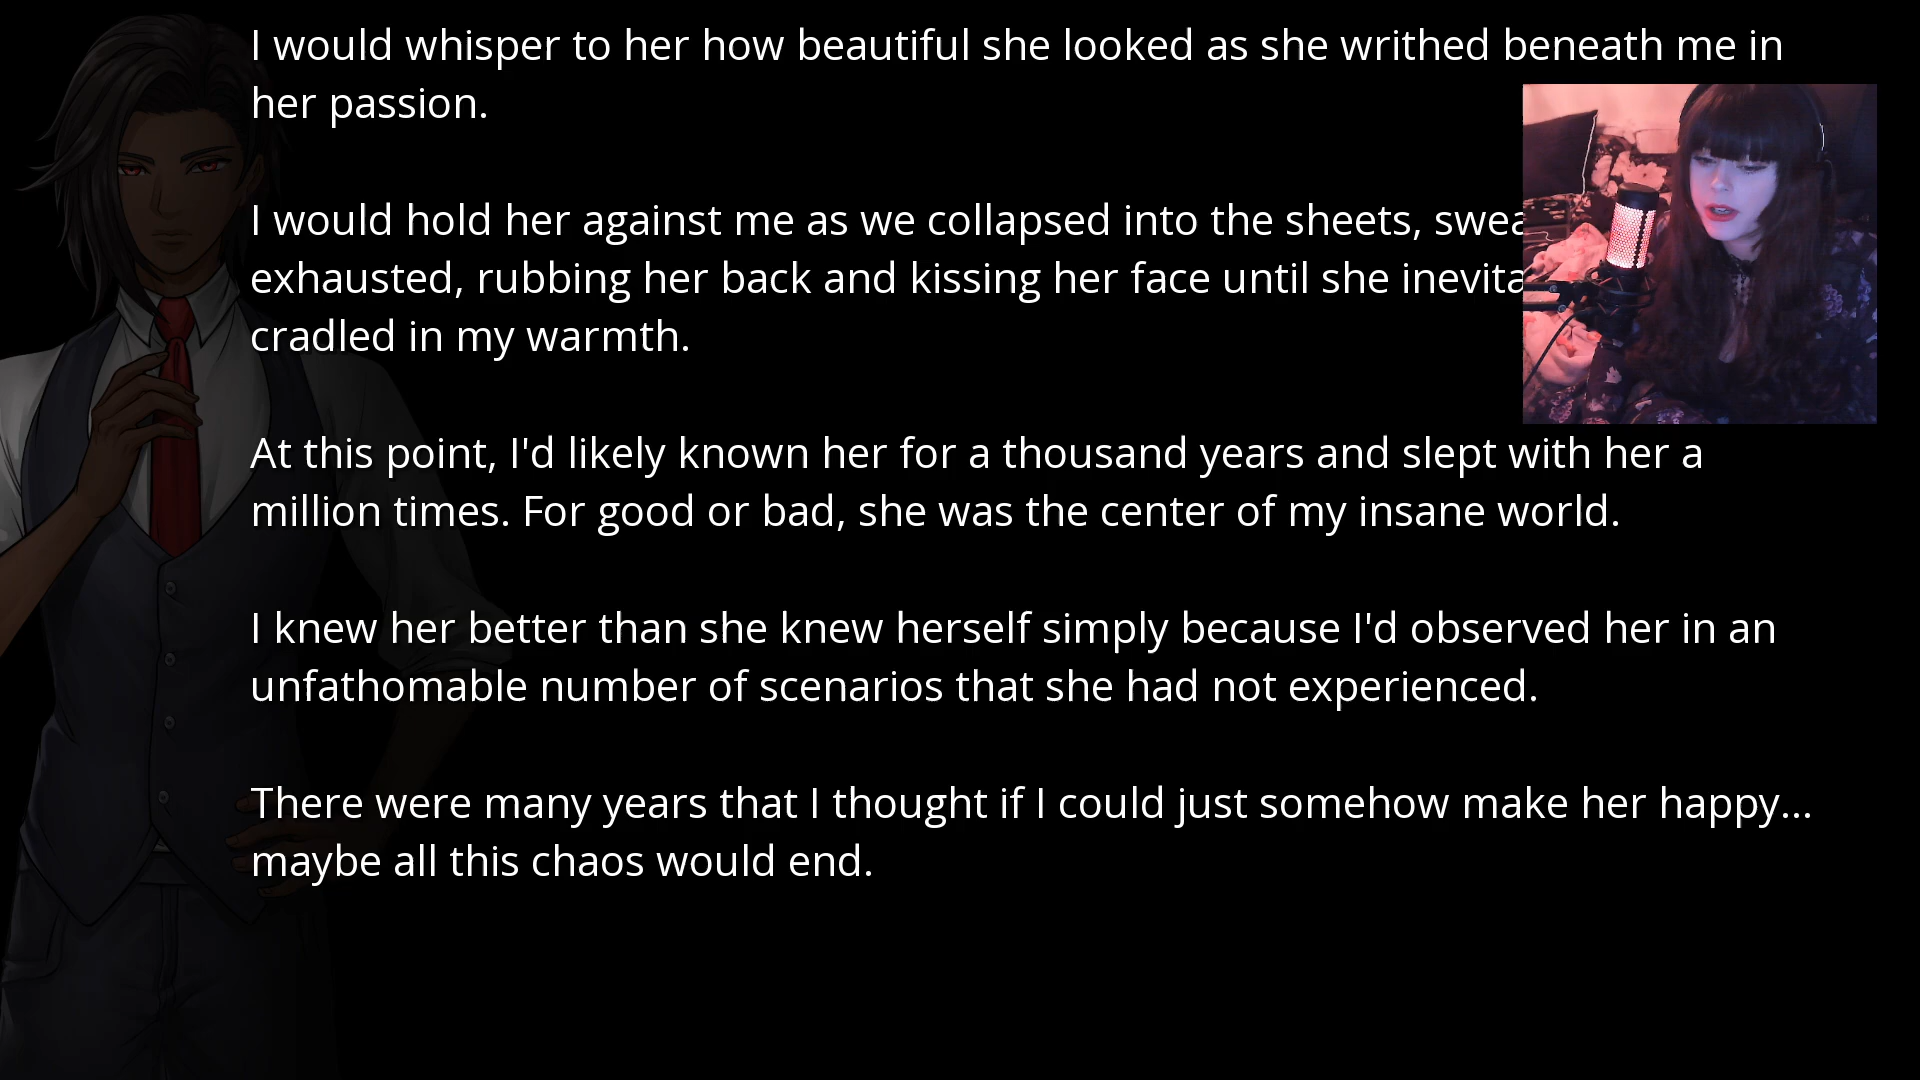 I would whisper to her how beautiful she looked as she writhed beneath me in
her passion.
I would hold her against me as we collapsed into the sheets,
exhausted, rubbing her back and kissing her face until she
cradled in my warmth.
At this point, I'd likely known her for a thousand years and slept with her a
million times. For good or bad, she was the center of my insane world.
I knew her better than she knew herself simply because I'd observed her in an
unfathomable number of scenarios that she had not experienced.
There were many years that I thought if I could just somehow make her happy...
maybe all this chaos would end.